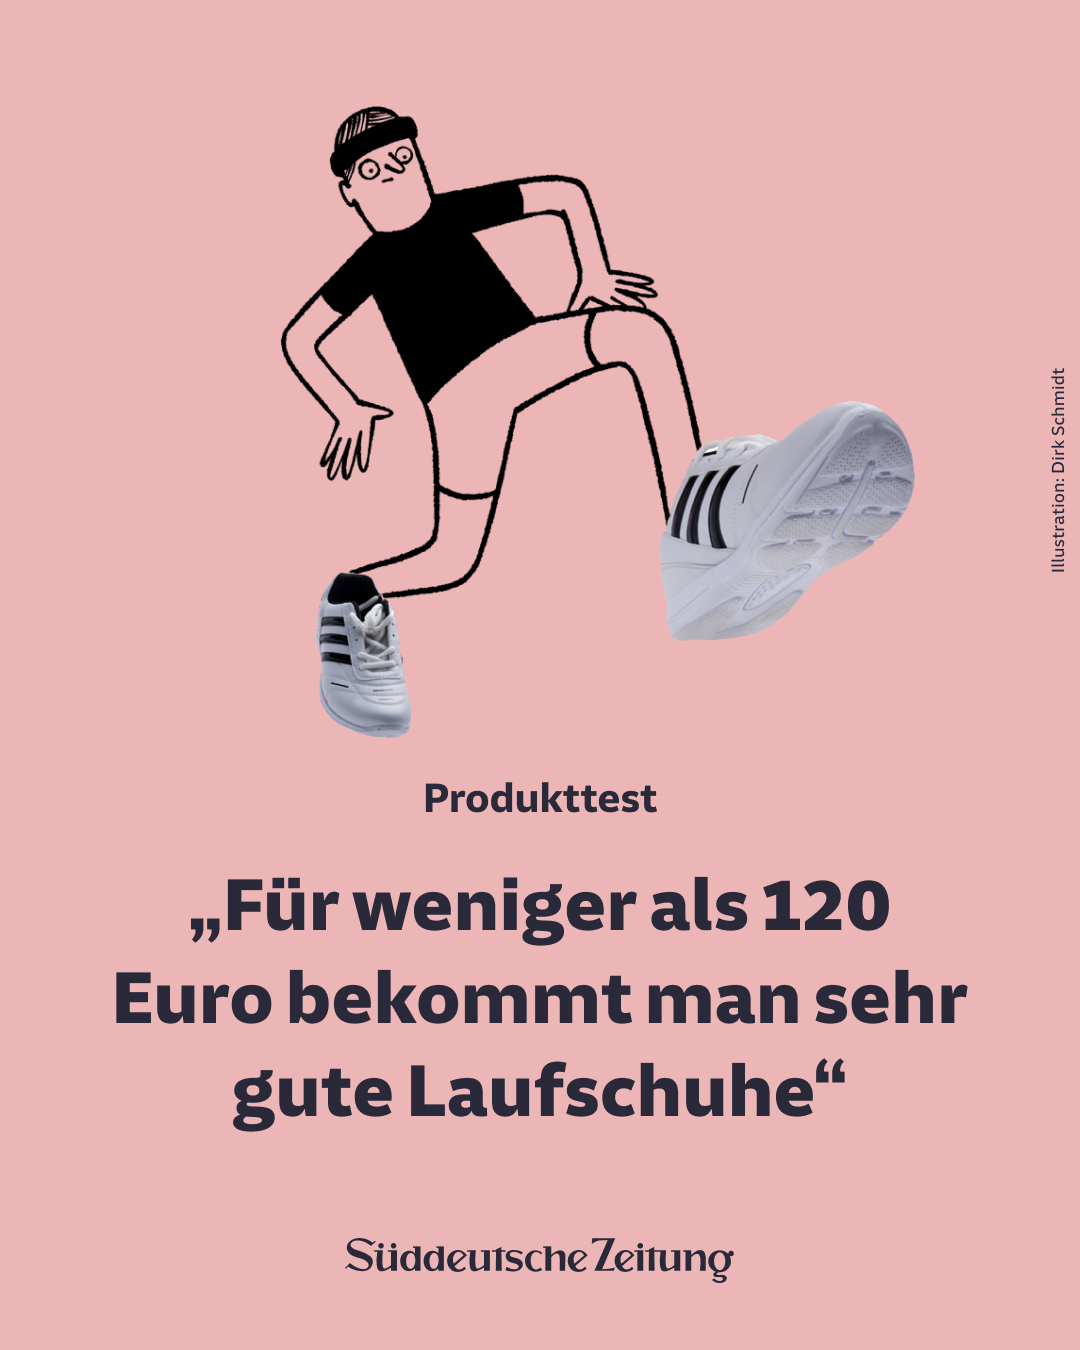 Illustration: Dirk Schmidt
Produkttest
„Für weniger als 120
Euro bekommt man sehr
gute Laufschuhe“
Süddeutsche Zeitung